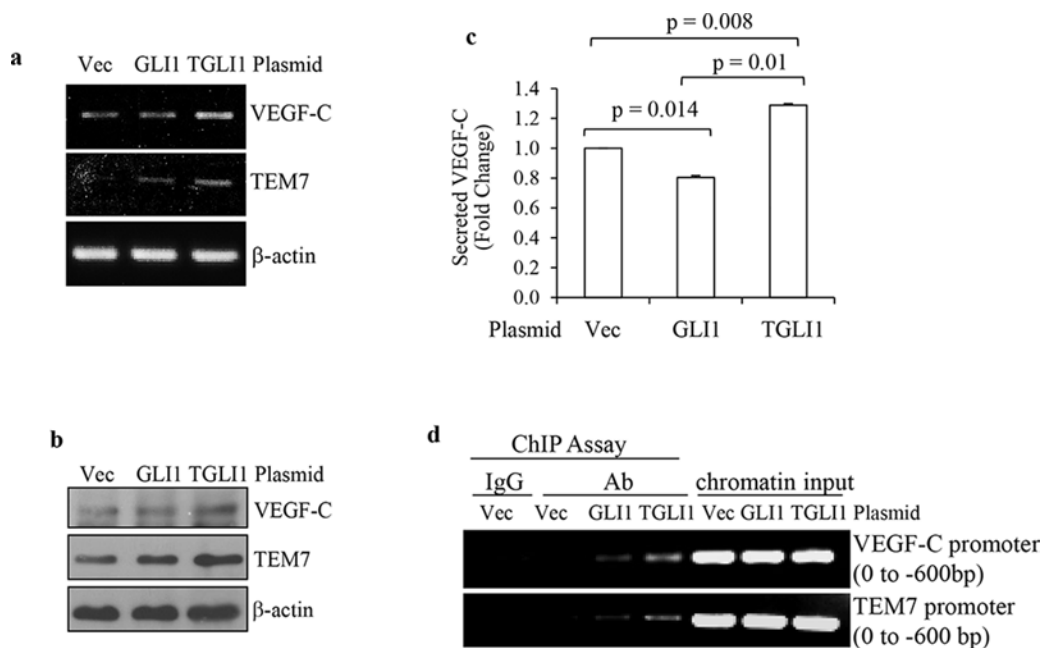 a
Vec GLI1 TGLI1 Plasmid
VEGF-C
TEM7
β-actin
c
p = 0.008
p = 0.01
p = 0.014
Secreted VEGF-C
(Fold Change)
1.4
1.2
1.0
0.8
0.6
0.4
0.2
0.0
Plasmid Vec GLI1 TGLI1
b
Vec GLI1 TGLI1 Plasmid
VEGF-C
TEM7
β-actin
d
ChIP Assay
IgG Ab chromatin input
Vec Vec GLI1 TGLI1 Vec GLI1 TGLI1 Plasmid
VEGF-C promoter
(0 to -600bp)
TEM7 promoter
(0 to -600 bp)